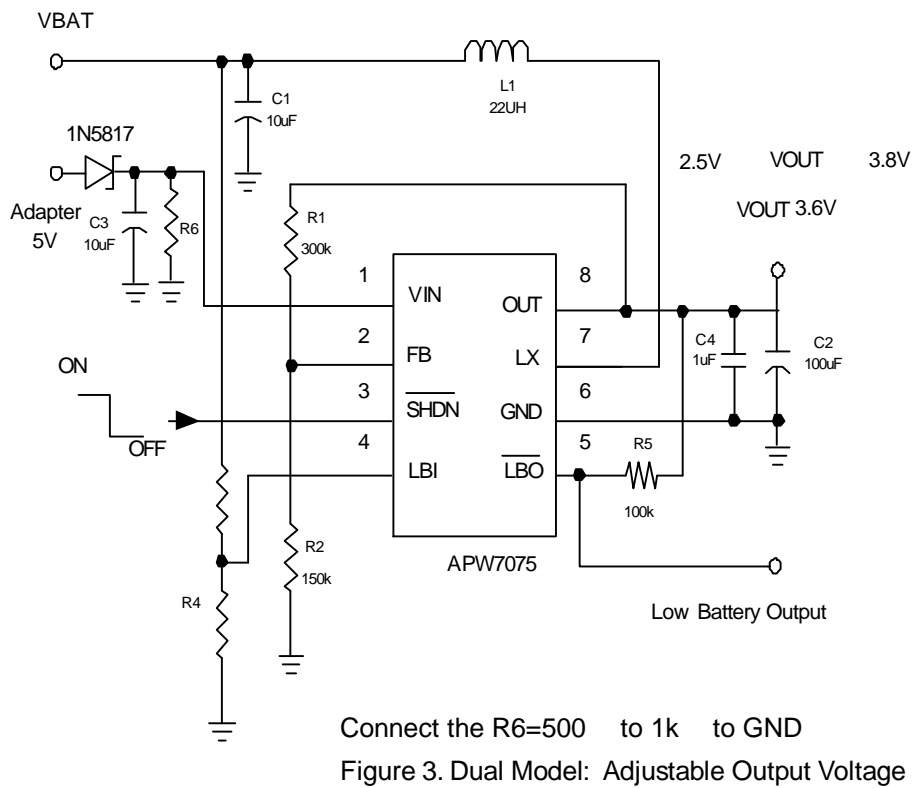 VBAT
L1
22UH
C1
10uF
1N5817
Adapter
5V
C3
10uF
R6
2.5V VOUT 3.8V
VOUT 3.6V
R1
300k
1
VIN
8
OUT
2
FB
7
LX
C4
1uF
C2
100uF
ON
OFF
3
SHDN
6
GND
4
LBI
5
LBO
R5
100k
R2
150k
APW7075
R4
Low Battery Output
Connect the R6=500 to 1k to GND
Figure 3. Dual Model: Adjustable Output Voltage